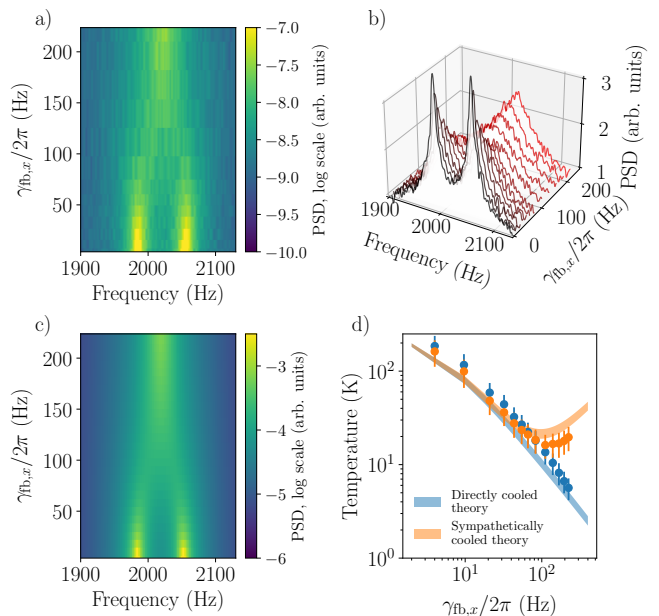 a)
γfb,x/2π (Hz)
200
150
100
50
1900
2000
2100
Frequency (Hz)
−7.0
−7.5
−8.0
−8.5
−9.0
−9.5
−10.0
PSD, log scale (arb. units)
b)
3
2
1
PSD (arb. units)
1900
2000
2100
Frequency (Hz)
0
100
200
γfb,x/2π (Hz)
c)
γfb,x/2π (Hz)
200
150
100
50
1900
2000
2100
Frequency (Hz)
−3
−4
−5
−6
PSD, log scale (arb. units)
d)
Temperature (K)
10²
10¹
10⁰
Directly cooled
theory
Sympathetically
cooled theory
10¹
10²
γfb,x/2π (Hz)